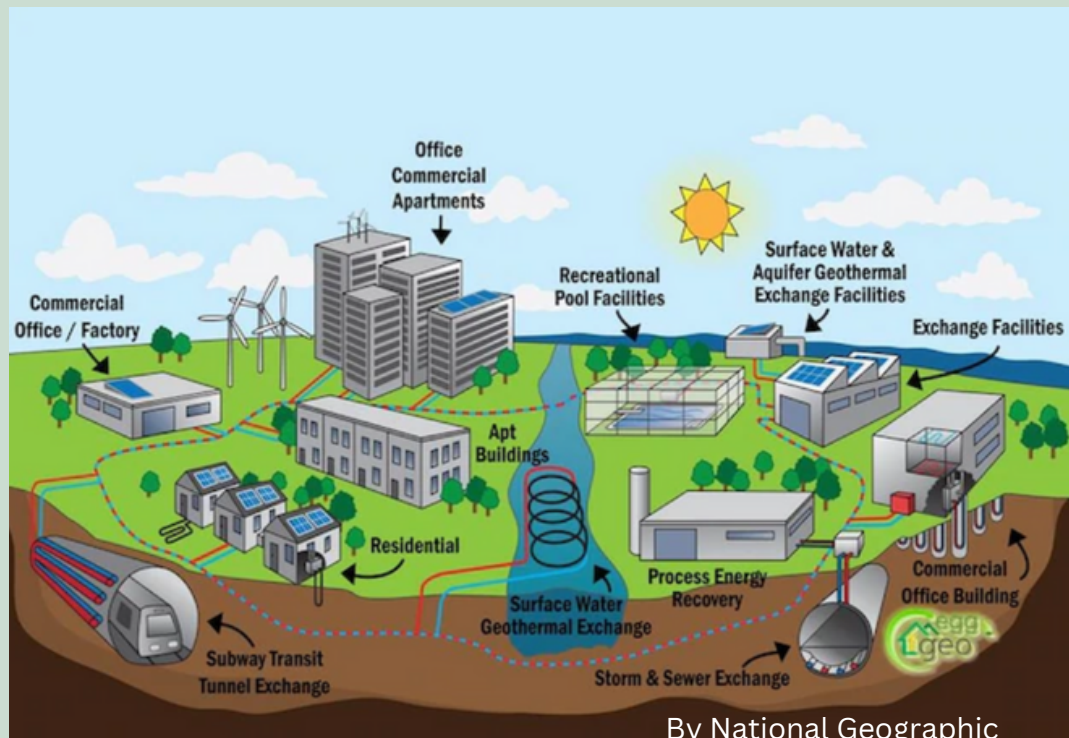 Office
Commercial
Apartments
Commercial
Office / Factory
Recreational
Pool Facilities
Surface Water &
Aquifer Geothermal
Exchange Facilities
Exchange Facilities
Apt
Buildings
Residential
Surface Water
Geothermal Exchange
Process Energy
Recovery
Commercial
Office Building
Subway Transit
Tunnel Exchange
Storm & Sewer Exchange
egg
geo
By National Geographic